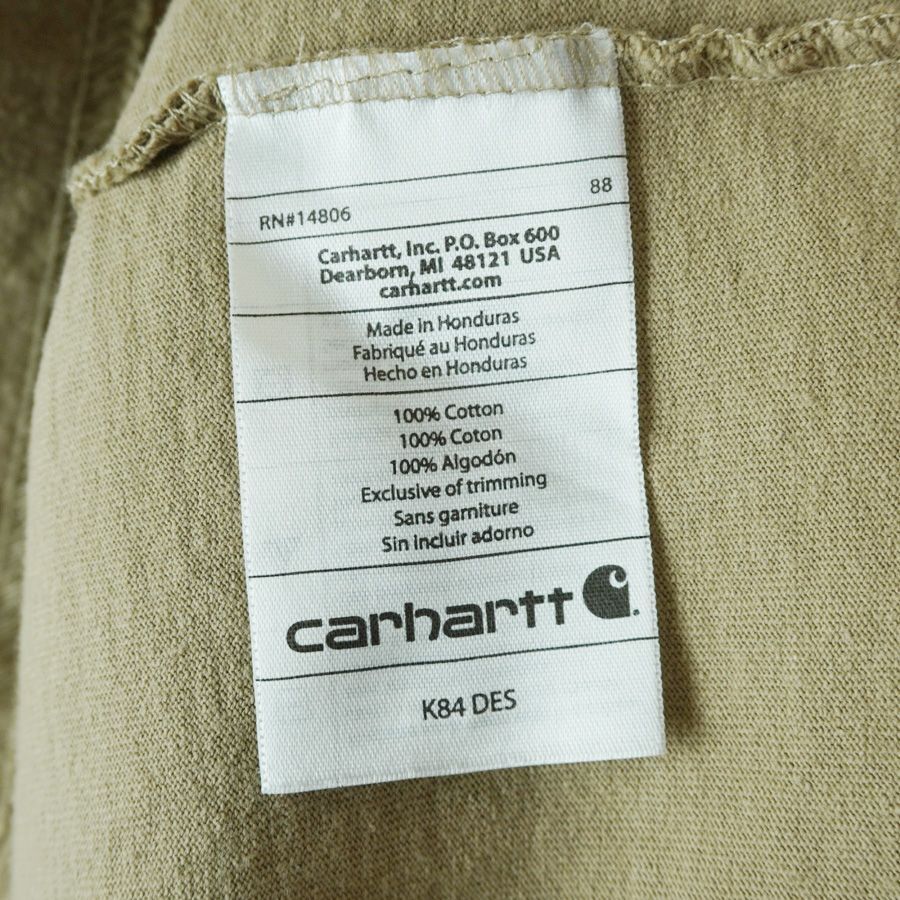 RN#14806 88
Carhartt, Inc. P.O. Box 600
Dearborn, MI 48121 USA
carhartt.com
Made in Honduras
Fabriqué au Honduras
Hecho en Honduras
100% Cotton
100% Coton
100% Algodón
Exclusive of trimming
Sans garniture
Sin incluir adorno
carhartt
K84 DES